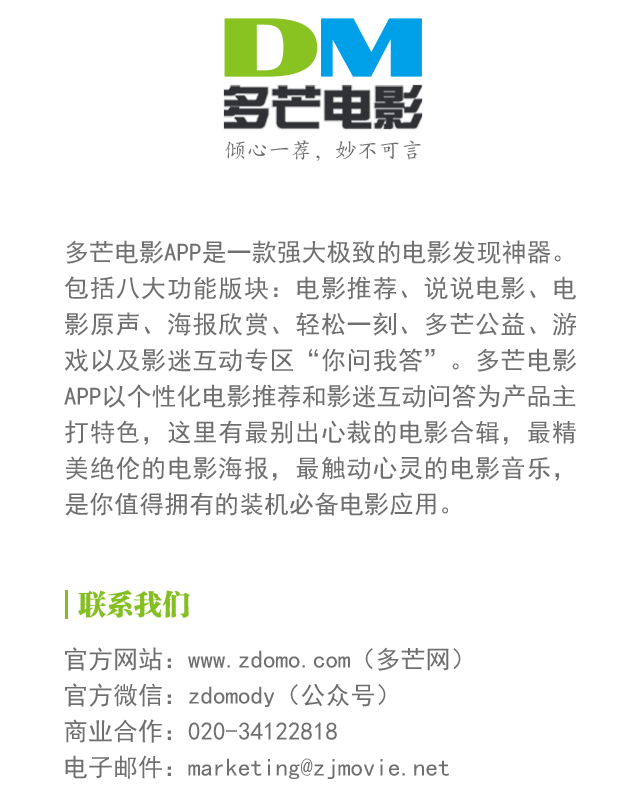 DM
多芒电影
倾心一荐，妙不可言
多芒电影APP是一款强大极致的电影发现神器。
包括八大功能版块：电影推荐、说说电影、电
影原声、海报欣赏、轻松一刻、多芒公益、游
戏以及影迷互动专区“你问我答”。多芒电影
APP以个性化电影推荐和影迷互动问答为产品主
打特色，这里有最别出心裁的电影合辑，最精
美绝伦的电影海报，最触动心灵的电影音乐，
是你值得拥有的装机必备电影应用。
联系我们
官方网站：www.zdomo.com（多芒网）
官方微信：zdomody（公众号）
商业合作：020-34122818
电子邮件：marketing@zjmovie.net